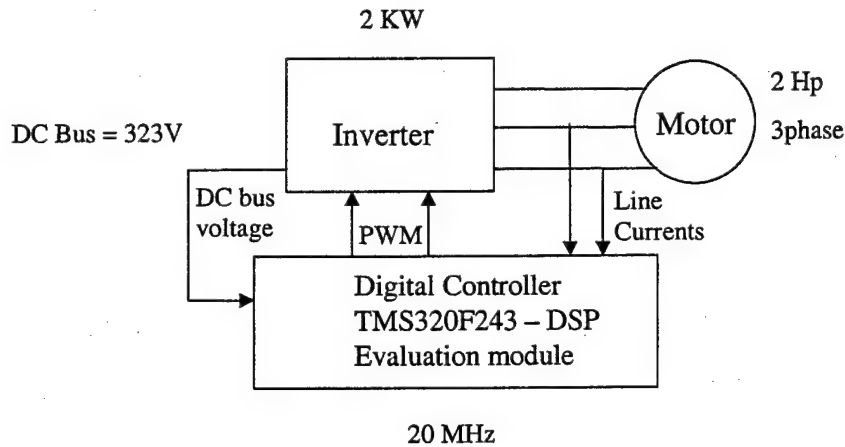 2 KW
DC Bus = 323V
Inverter
Motor
2 Hp
3phase
DC bus
voltage
PWM
Line
Currents
Digital Controller
TMS320F243 – DSP
Evaluation module
20 MHz